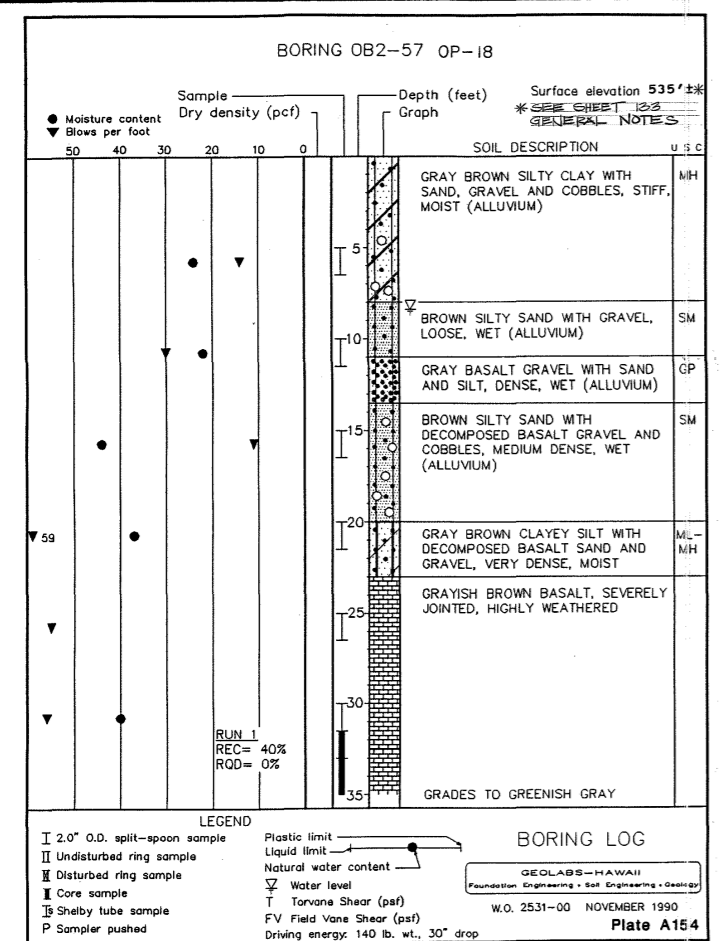 BORING OB2-57 OP-18
Surface elevation 535'±*
* SEE SHEET 133
GENERAL NOTES
Sample
Dry density (pcf)
Depth (feet)
Graph
● Moisture content
▼ Blows per foot
50 40 30 20 10 0
SOIL DESCRIPTION
U S C
GRAY BROWN SILTY CLAY WITH MH
SAND, GRAVEL AND COBBLES, STIFF,
MOIST (ALLUVIUM)
5
BROWN SILTY SAND WITH GRAVEL, SM
LOOSE, WET (ALLUVIUM)
10
GRAY BASALT GRAVEL WITH SAND GP
AND SILT, DENSE, WET (ALLUVIUM)
BROWN SILTY SAND WITH SM
DECOMPOSED BASALT GRAVEL AND
15
COBBLES, MEDIUM DENSE, WET
(ALLUVIUM)
20
▼ 59
GRAY BROWN CLAYEY SILT WITH ML-
DECOMPOSED BASALT SAND AND MH
GRAVEL, VERY DENSE, MOIST
GRAYISH BROWN BASALT, SEVERELY
JOINTED, HIGHLY WEATHERED
25
30
RUN 1
REC= 40%
RQD= 0%
35
GRADES TO GREENISH GRAY
LEGEND
2.0" O.D. split-spoon sample
Undisturbed ring sample
Disturbed ring sample
Core sample
Shelby tube sample
P Sampler pushed
Plastic limit
Liquid limit
Natural water content
Water level
T Torvane Shear (psf)
FV Field Vane Shear (psf)
Driving energy: 140 lb. wt., 30" drop
BORING LOG
GEOLABS-HAWAII
Foundation Engineering • Soil Engineering • Geology
W.O. 2531-00 NOVEMBER 1990
Plate A154